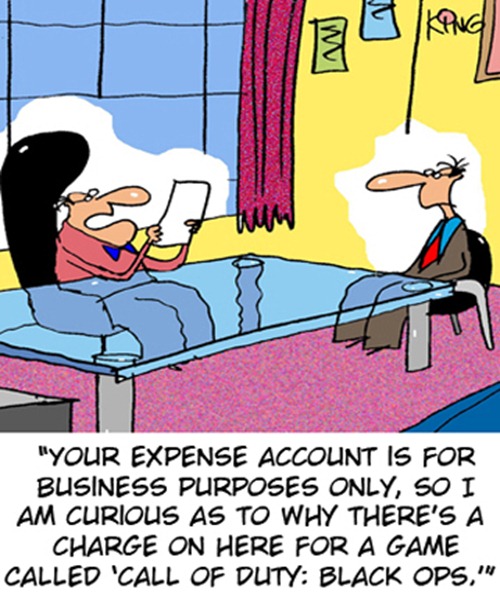 KING
"YOUR EXPENSE ACCOUNT IS FOR
BUSINESS PURPOSES ONLY, SO I
AM CURIOUS AS TO WHY THERE'S A
CHARGE ON HERE FOR A GAME
CALLED 'CALL OF DUTY: BLACK OPS.'"